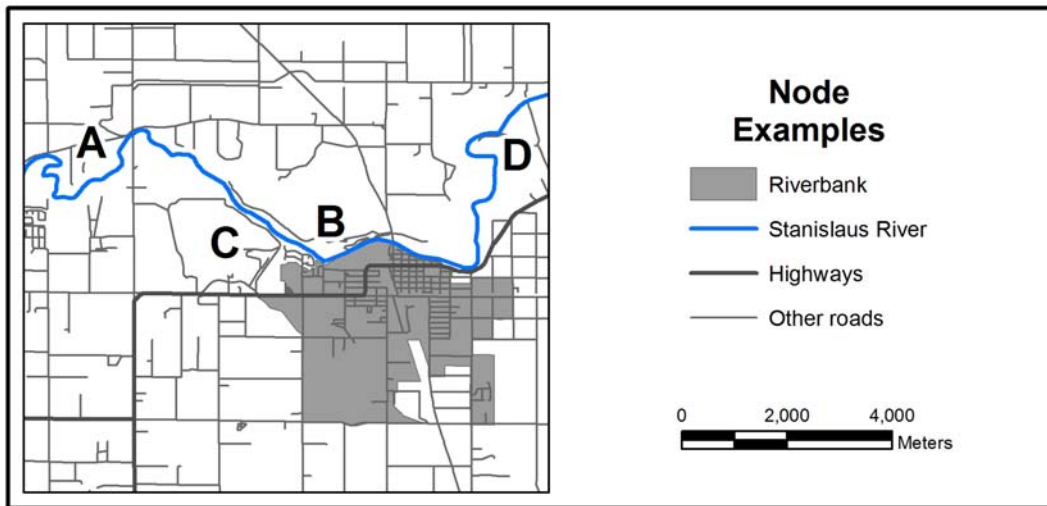 A
B
C
D
Node
Examples
Riverbank
Stanislaus River
Highways
Other roads
0 2,000 4,000
Meters